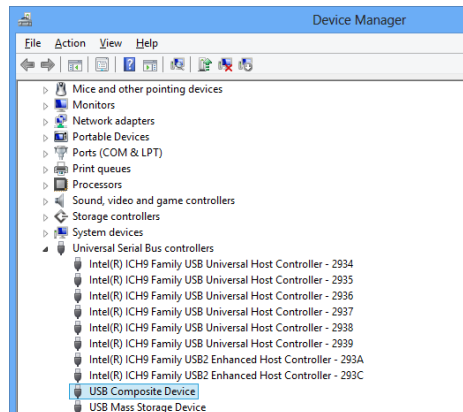 Device Manager
File Action View Help
Mice and other pointing devices
Monitors
Network adapters
Portable Devices
Ports (COM & LPT)
Print queues
Processors
Sound, video and game controllers
Storage controllers
System devices
Universal Serial Bus controllers
Intel(R) ICH9 Family USB Universal Host Controller - 2934
Intel(R) ICH9 Family USB Universal Host Controller - 2935
Intel(R) ICH9 Family USB Universal Host Controller - 2936
Intel(R) ICH9 Family USB Universal Host Controller - 2937
Intel(R) ICH9 Family USB Universal Host Controller - 2938
Intel(R) ICH9 Family USB Universal Host Controller - 2939
Intel(R) ICH9 Family USB2 Enhanced Host Controller - 293A
Intel(R) ICH9 Family USB2 Enhanced Host Controller - 293C
USB Composite Device
USB Mass Storage Device